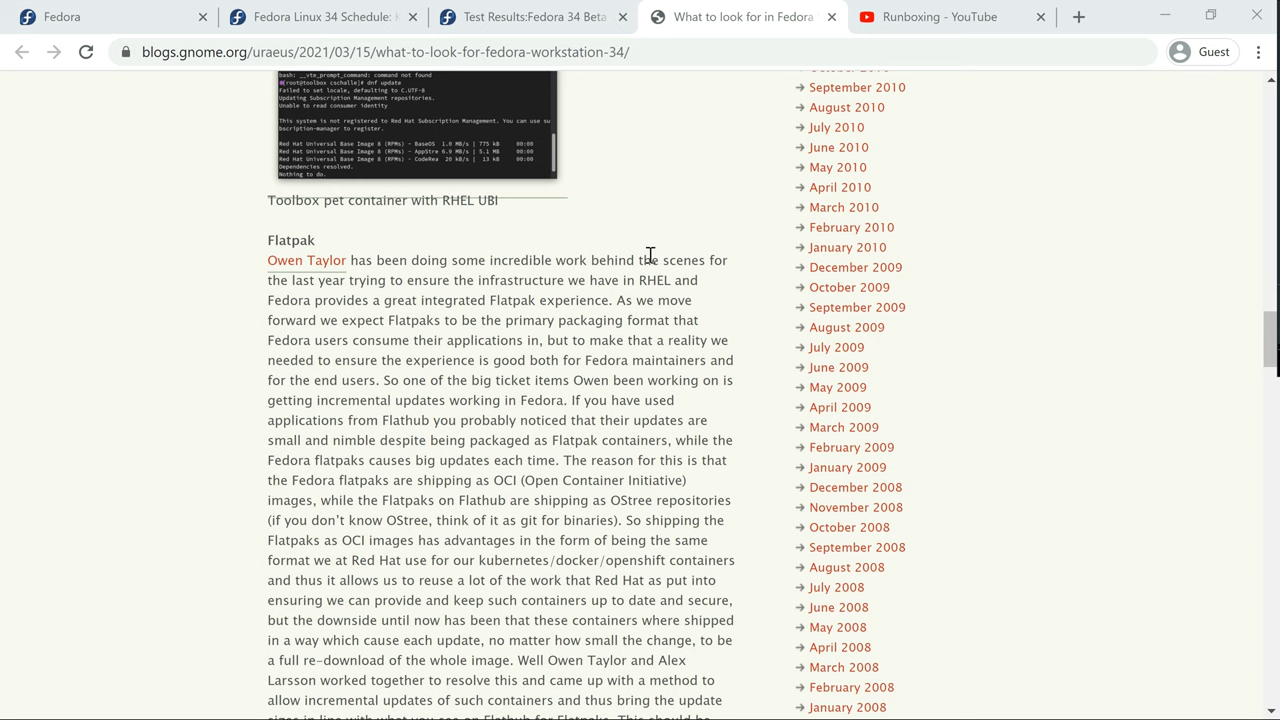 Fedora
Fedora Linux 34 Schedule: K
Test Results:Fedora 34 Beta
What to look for in Fedora
Runboxing - YouTube
blogs.gnome.org/uraeus/2021/03/15/what-to-look-for-fedora-workstation-34/
Guest
bash: __vte_prompt_command: command not found
[root@toolbox cschalle]# dnf update
Failed to set locale, defaulting to C.UTF-8
Updating Subscription Management repositories.
Unable to read consumer identity
This system is not registered to Red Hat Subscription Management. You can use su
bscription-manager to register.
Red Hat Universal Base Image 8 (RPMs) - BaseOS 1.0 MB/s | 775 kB 00:00
Red Hat Universal Base Image 8 (RPMs) - AppStre 6.9 MB/s | 5.1 MB 00:00
Red Hat Universal Base Image 8 (RPMs) - CodeRea 20 kB/s | 13 kB 00:00
Dependencies resolved.
Nothing to do.
Toolbox pet container with RHEL UBI
Flatpak
Owen Taylor has been doing some incredible work behind the scenes for
the last year trying to ensure the infrastructure we have in RHEL and
Fedora provides a great integrated Flatpak experience. As we move
forward we expect Flatpaks to be the primary packaging format that
Fedora users consume their applications in, but to make that a reality we
needed to ensure the experience is good both for Fedora maintainers and
for the end users. So one of the big ticket items Owen been working on is
getting incremental updates working in Fedora. If you have used
applications from Flathub you probably noticed that their updates are
small and nimble despite being packaged as Flatpak containers, while the
Fedora flatpaks causes big updates each time. The reason for this is that
the Fedora flatpaks are shipping as OCI (Open Container Initiative)
images, while the Flatpaks on Flathub are shipping as OStree repositories
(if you don't know OStree, think of it as git for binaries). So shipping the
Flatpaks as OCI images has advantages in the form of being the same
format we at Red Hat use for our kubernetes/docker/openshift containers
and thus it allows us to reuse a lot of the work that Red Hat as put into
ensuring we can provide and keep such containers up to date and secure,
but the downside until now has been that these containers where shipped
in a way which cause each update, no matter how small the change, to be
a full re-download of the whole image. Well Owen Taylor and Alex
Larsson worked together to resolve this and came up with a method to
allow incremental updates of such containers and thus bring the update
sizes in line with what you see on Flathub for Flatpaks. This should be
October 2010
September 2010
August 2010
July 2010
June 2010
May 2010
April 2010
March 2010
February 2010
January 2010
December 2009
October 2009
September 2009
August 2009
July 2009
June 2009
May 2009
April 2009
March 2009
February 2009
January 2009
December 2008
November 2008
October 2008
September 2008
August 2008
July 2008
June 2008
May 2008
April 2008
March 2008
February 2008
January 2008